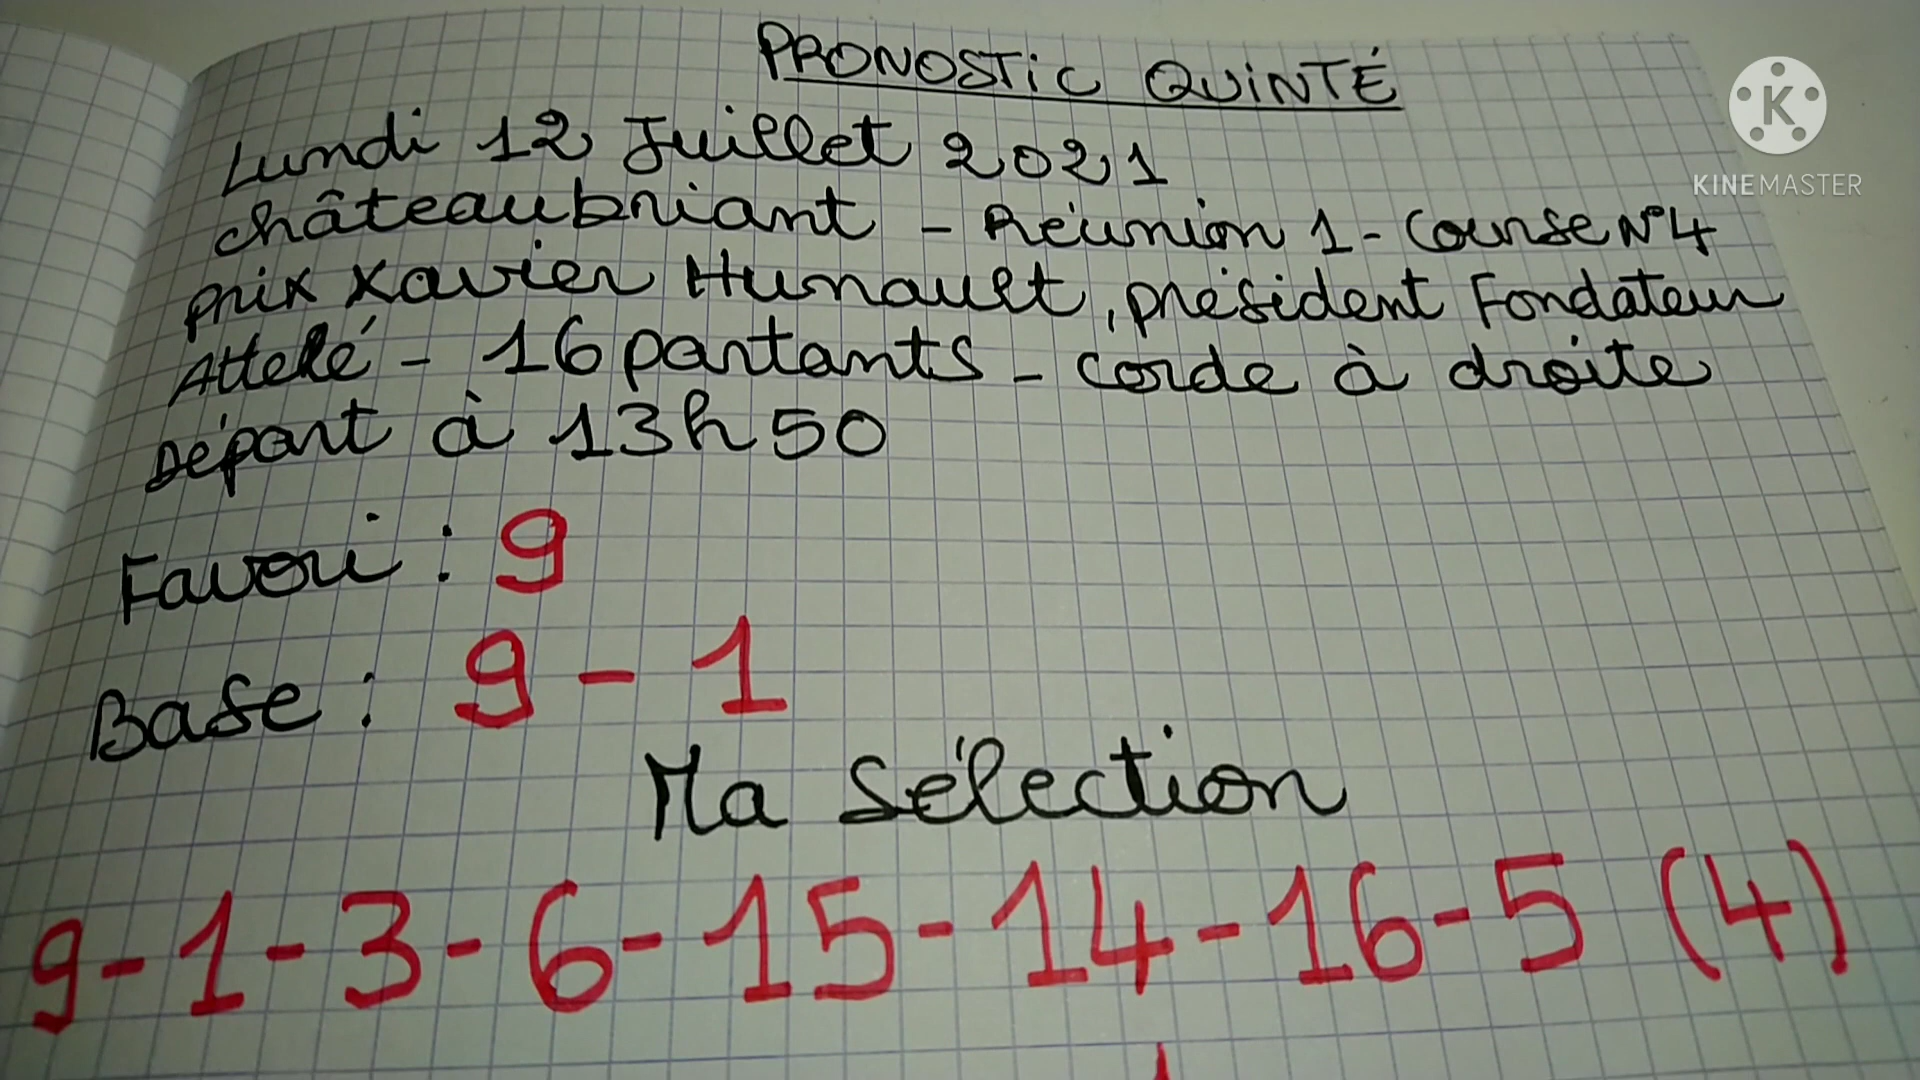 PRONOSTIC QUINTÉ
Lundi 12 Juillet 2021
châteaubriant - Réunion 1 - Course N°4
prix Xavier Hunault, président Fondateur
Attelé - 16 partants - corde à droite
Départ à 13h50
Favori : 9
Base : 9 - 1
Ma sélection
9 - 1 - 3 - 6 - 15 - 14 - 16 - 5 (4)
K
KINEMASTER